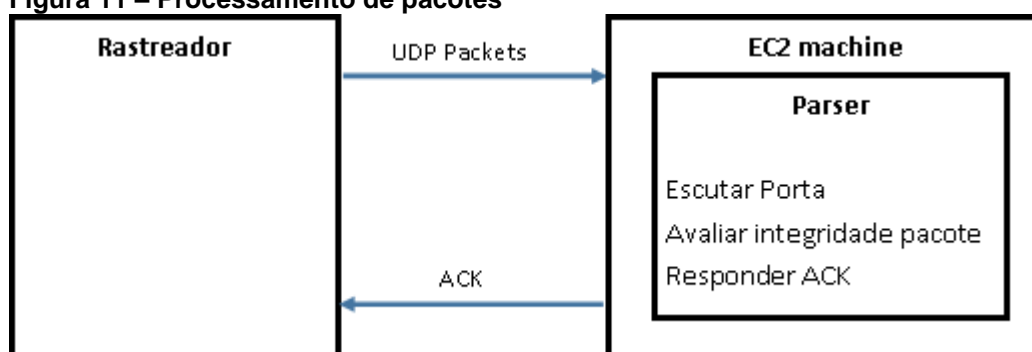 Figura 11 – Processamento de pacotes
Rastreador
UDP Packets
EC2 machine
Parser
Escutar Porta
Avaliar integridade pacote
Responder ACK
ACK